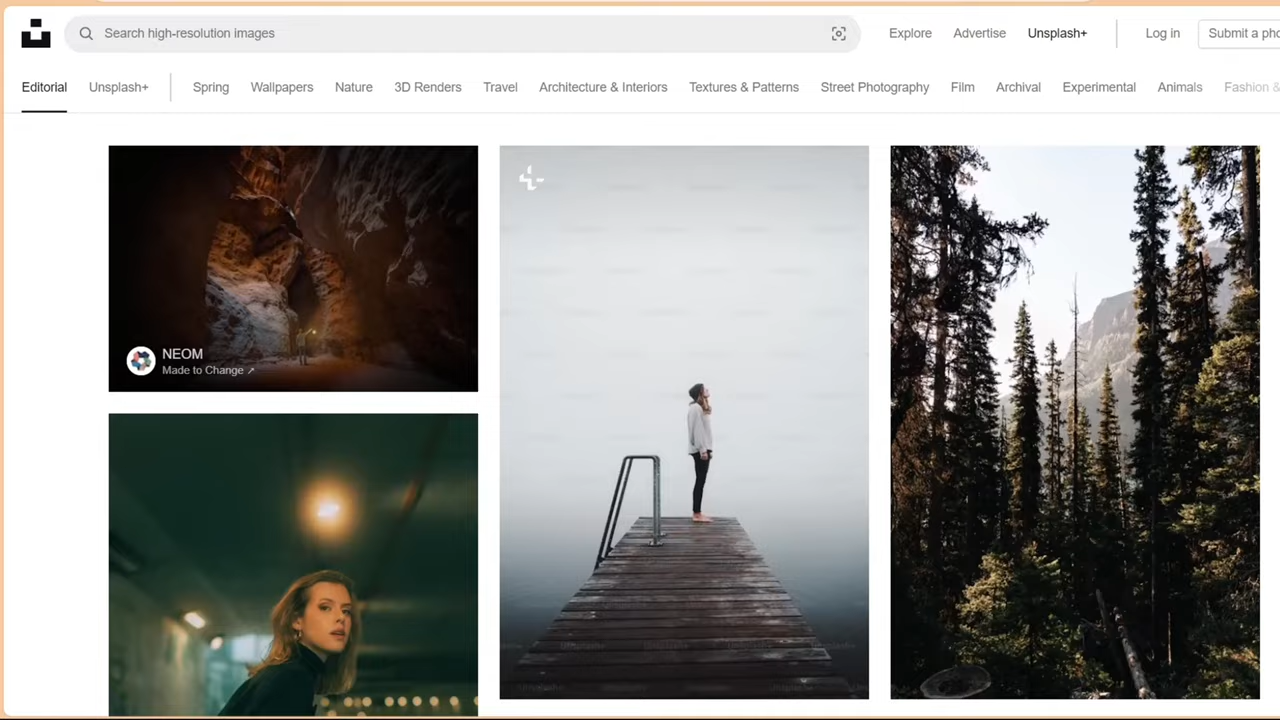 Search high-resolution images
Explore
Advertise
Unsplash+
Log in
Submit a pho
Editorial
Unsplash+
Spring
Wallpapers
Nature
3D Renders
Travel
Architecture & Interiors
Textures & Patterns
Street Photography
Film
Archival
Experimental
Animals
Fashion &
NEOM
Made to Change ↗